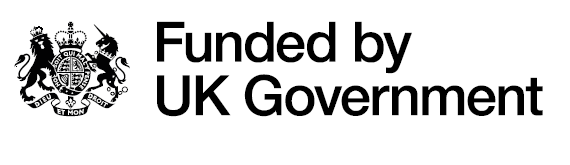 Funded by
UK Government
DIEU ET MON DROIT